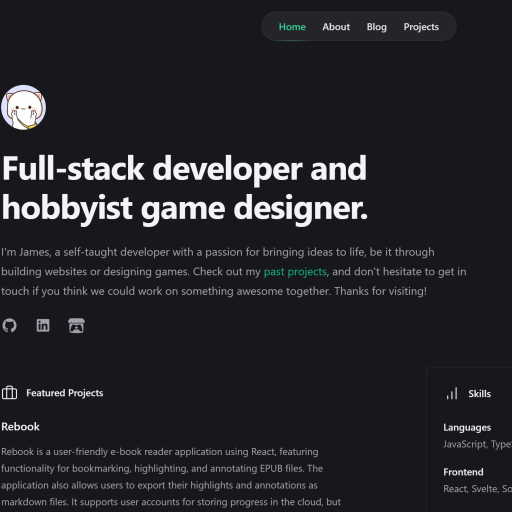 Home About Blog Projects
Full-stack developer and
hobbyist game designer.
I'm James, a self-taught developer with a passion for bringing ideas to life, be it through
building websites or designing games. Check out my past projects, and don't hesitate to get in
touch if you think we could work on something awesome together. Thanks for visiting!
Featured Projects
Rebook
Rebook is a user-friendly e-book reader application using React, featuring
functionality for bookmarking, highlighting, and annotating EPUB files. The
application also allows users to export their highlights and annotations as
markdown files. It supports user accounts for storing progress in the cloud, but
Skills
Languages
JavaScript, Type
Frontend
React, Svelte, So